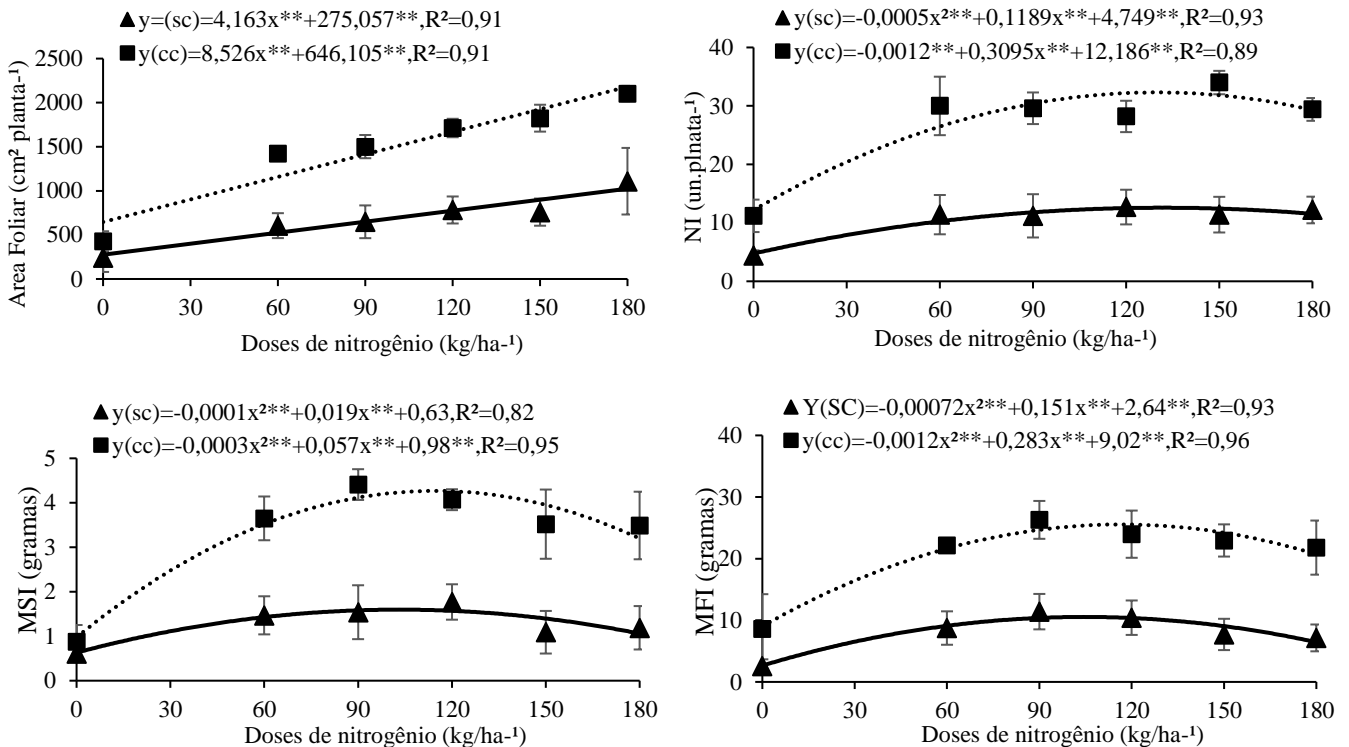 y=(sc)=4,163x**+275,057**,R²=0,91
y(cc)=8,526x**+646,105**,R²=0,91
Area Foliar (cm² planta-¹)
2500
2000
1500
1000
500
0
0 30 60 90 120 150 180
Doses de nitrogênio (kg/ha-¹)
y(sc)=-0,0005x²**+0,1189x**+4,749**,R²=0,93
y(cc)=-0,0012**+0,3095x**+12,186**,R²=0,89
NI (un.plnata-¹)
40
30
20
10
0
0 30 60 90 120 150 180
Doses de nitrogênio (kg/ha-¹)
y(sc)=-0,0001x²**+0,019x**+0,63,R²=0,82
y(cc)=-0,0003x²**+0,057x**+0,98**,R²=0,95
MSI (gramas)
5
4
3
2
1
0
0 30 60 90 120 150 180
Doses de nitrogênio (kg/ha-¹)
Y(SC)=-0,00072x²**+0,151x**+2,64**,R²=0,93
y(cc)=-0,0012x²**+0,283x**+9,02**,R²=0,96
MFI (gramas)
40
30
20
10
0
0 30 60 90 120 150 180
Doses de nitrogênio (kg/ha-¹)